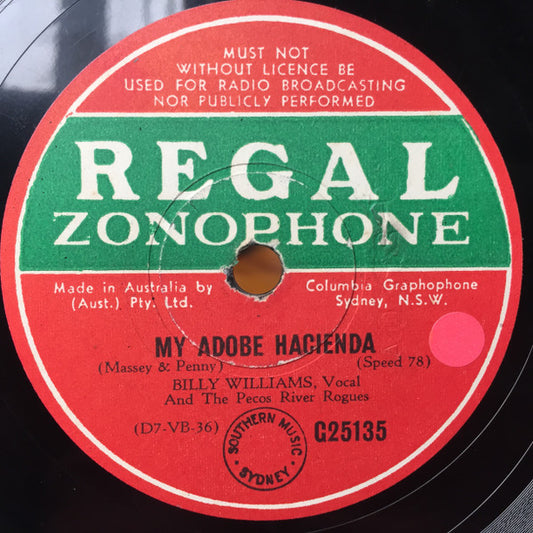 MUST NOT
WITHOUT LICENCE BE
USED FOR RADIO BROADCASTING
NOR PUBLICLY PERFORMED
REGAL
ZONOPHONE
Made in Australia by Columbia Graphophone
(Aust.) Pty. Ltd. Sydney, N.S.W.
MY ADOBE HACIENDA
(Massey & Penny) (Speed 78)
BILLY WILLIAMS, Vocal
And The Pecos River Rogues
(D7-VB-36) G25135
SOUTHERN MUSIC
SYDNEY